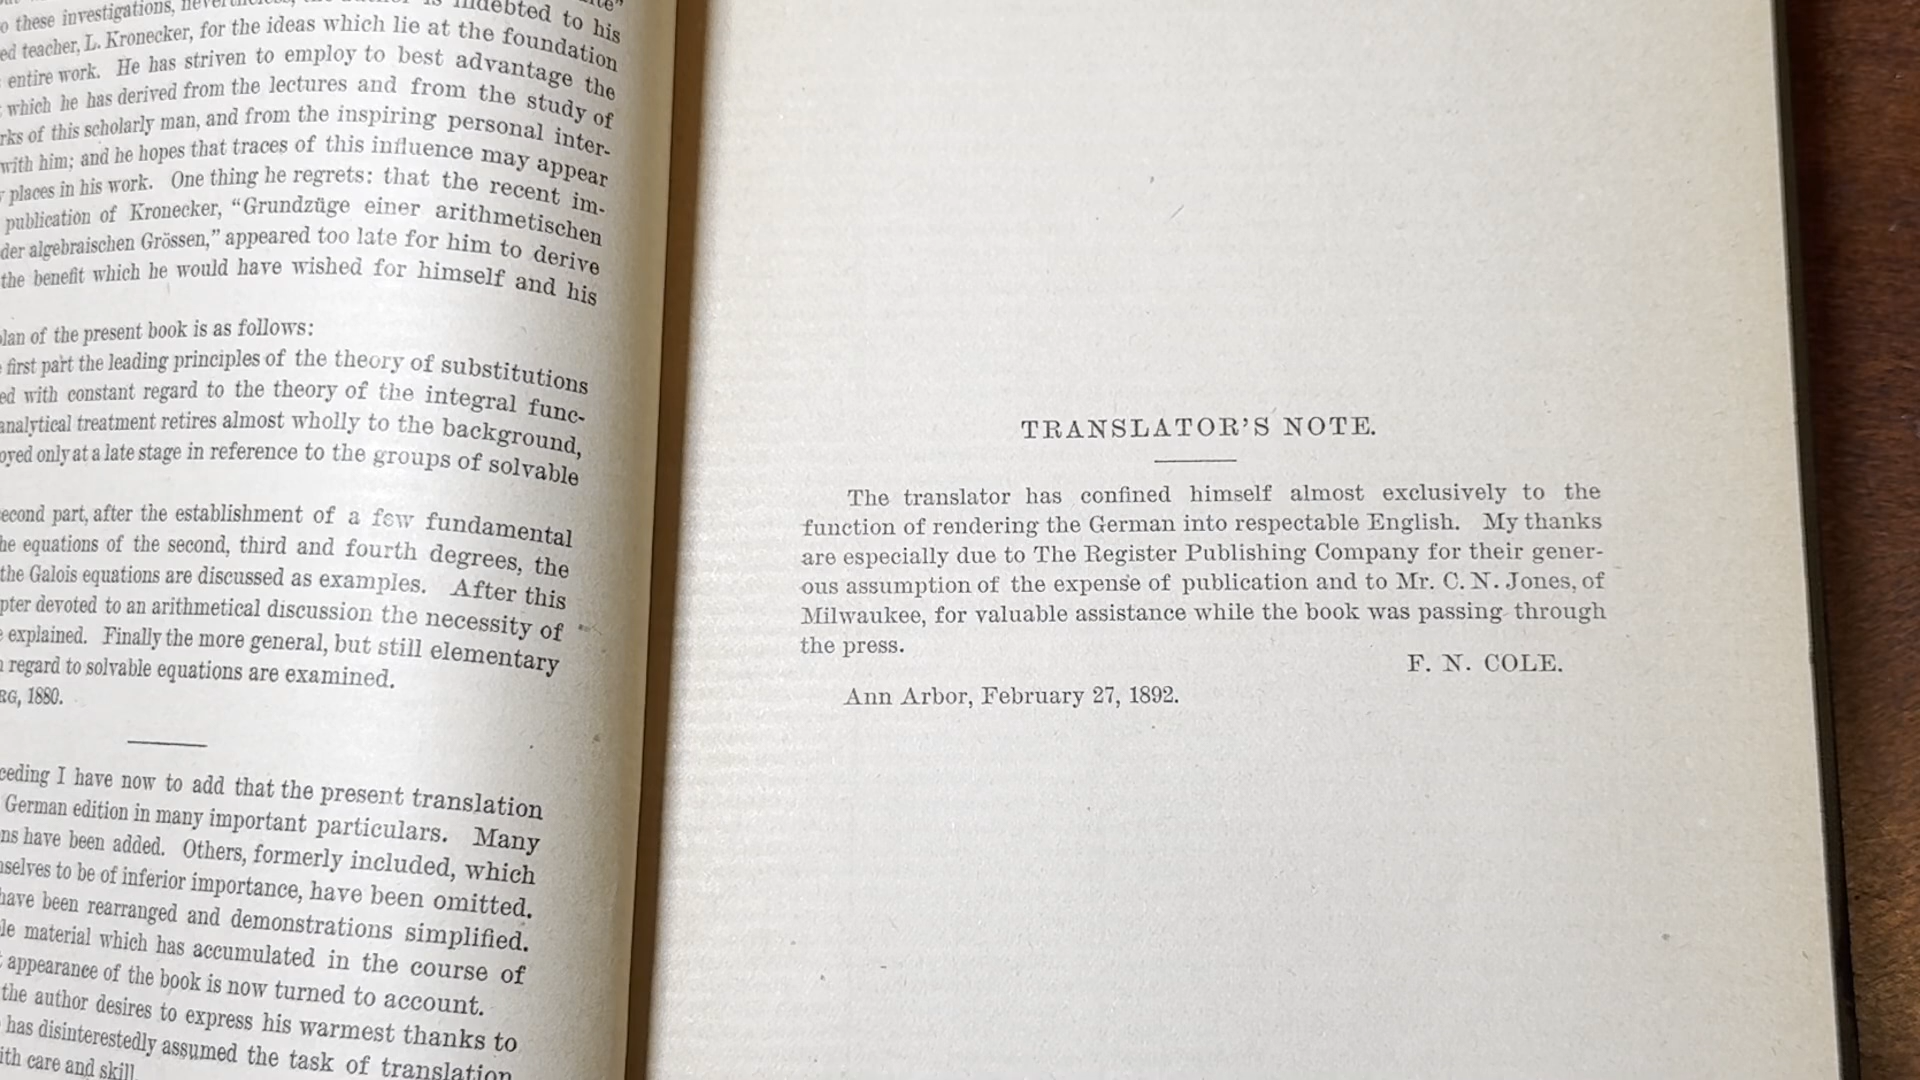 these investigations, nevertheless, the author is indebted to his
teacher, L. Kronecker, for the ideas which lie at the foundation
entire work. He has striven to employ to best advantage the
which he has derived from the lectures and from the study of
rks of this scholarly man, and from the inspiring personal inter-
with him; and he hopes that traces of this influence may appear
places in his work. One thing he regrets: that the recent im-
publication of Kronecker, “Grundzüge einer arithmetischen
der algebraischen Grössen,” appeared too late for him to derive
the benefit which he would have wished for himself and his
plan of the present book is as follows:
first part the leading principles of the theory of substitutions
ed with constant regard to the theory of the integral func-
analytical treatment retires almost wholly to the background,
oyed only at a late stage in reference to the groups of solvable
second part, after the establishment of a few fundamental
he equations of the second, third and fourth degrees, the
the Galois equations are discussed as examples. After this
pter devoted to an arithmetical discussion the necessity of
explained. Finally the more general, but still elementary
regard to solvable equations are examined.
RG, 1880.
ceding I have now to add that the present translation
German edition in many important particulars. Many
ns have been added. Others, formerly included, which
selves to be of inferior importance, have been omitted.
have been rearranged and demonstrations simplified.
le material which has accumulated in the course of
appearance of the book is now turned to account.
the author desires to express his warmest thanks to
has disinterestedly assumed the task of translation
ith care and skill
TRANSLATOR'S NOTE.
The translator has confined himself almost exclusively to the
function of rendering the German into respectable English. My thanks
are especially due to The Register Publishing Company for their gener-
ous assumption of the expense of publication and to Mr. C. N. Jones, of
Milwaukee, for valuable assistance while the book was passing through
the press.
F. N. COLE.
Ann Arbor, February 27, 1892.